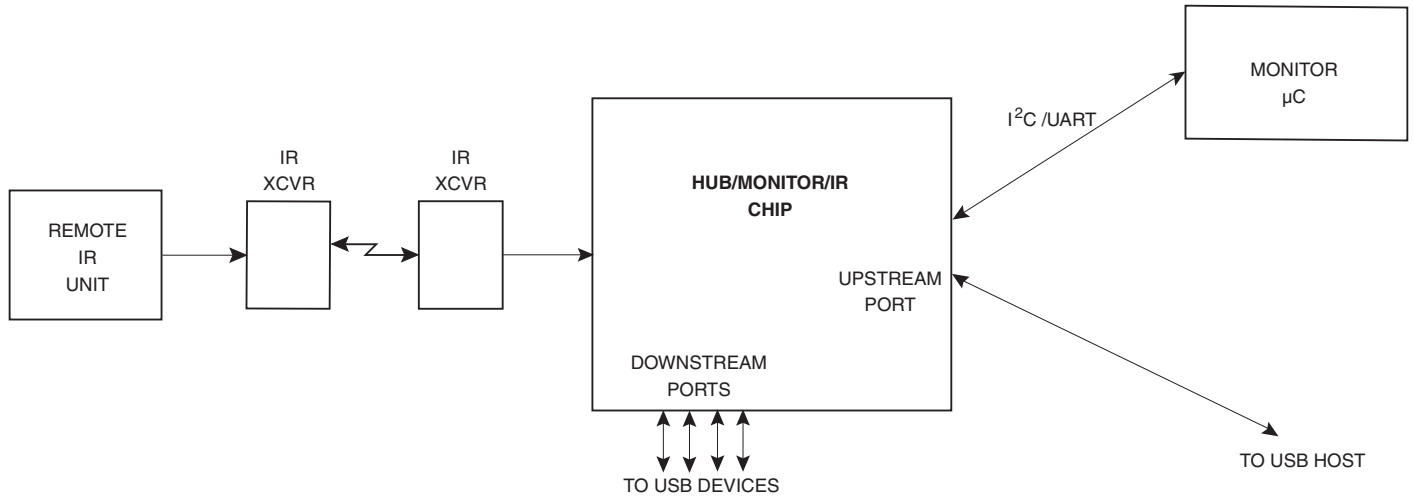 REMOTE
IR
UNIT
IR
XCVR
IR
XCVR
HUB/MONITOR/IR
CHIP
UPSTREAM
PORT
DOWNSTREAM
PORTS
TO USB DEVICES
I²C /UART
MONITOR
µC
TO USB HOST